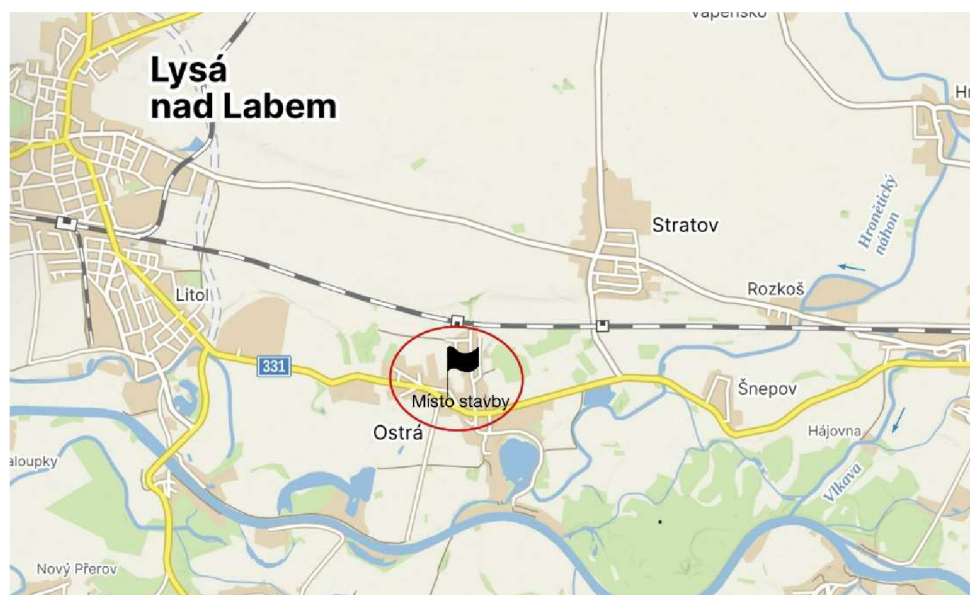 Lysá
nad Labem
Stratov
Hronětický
náhon
Rozkoš
Litol
331
Místo stavby
Šnepov
Ostrá
Hájovna
Vlkava
Nový Přerov